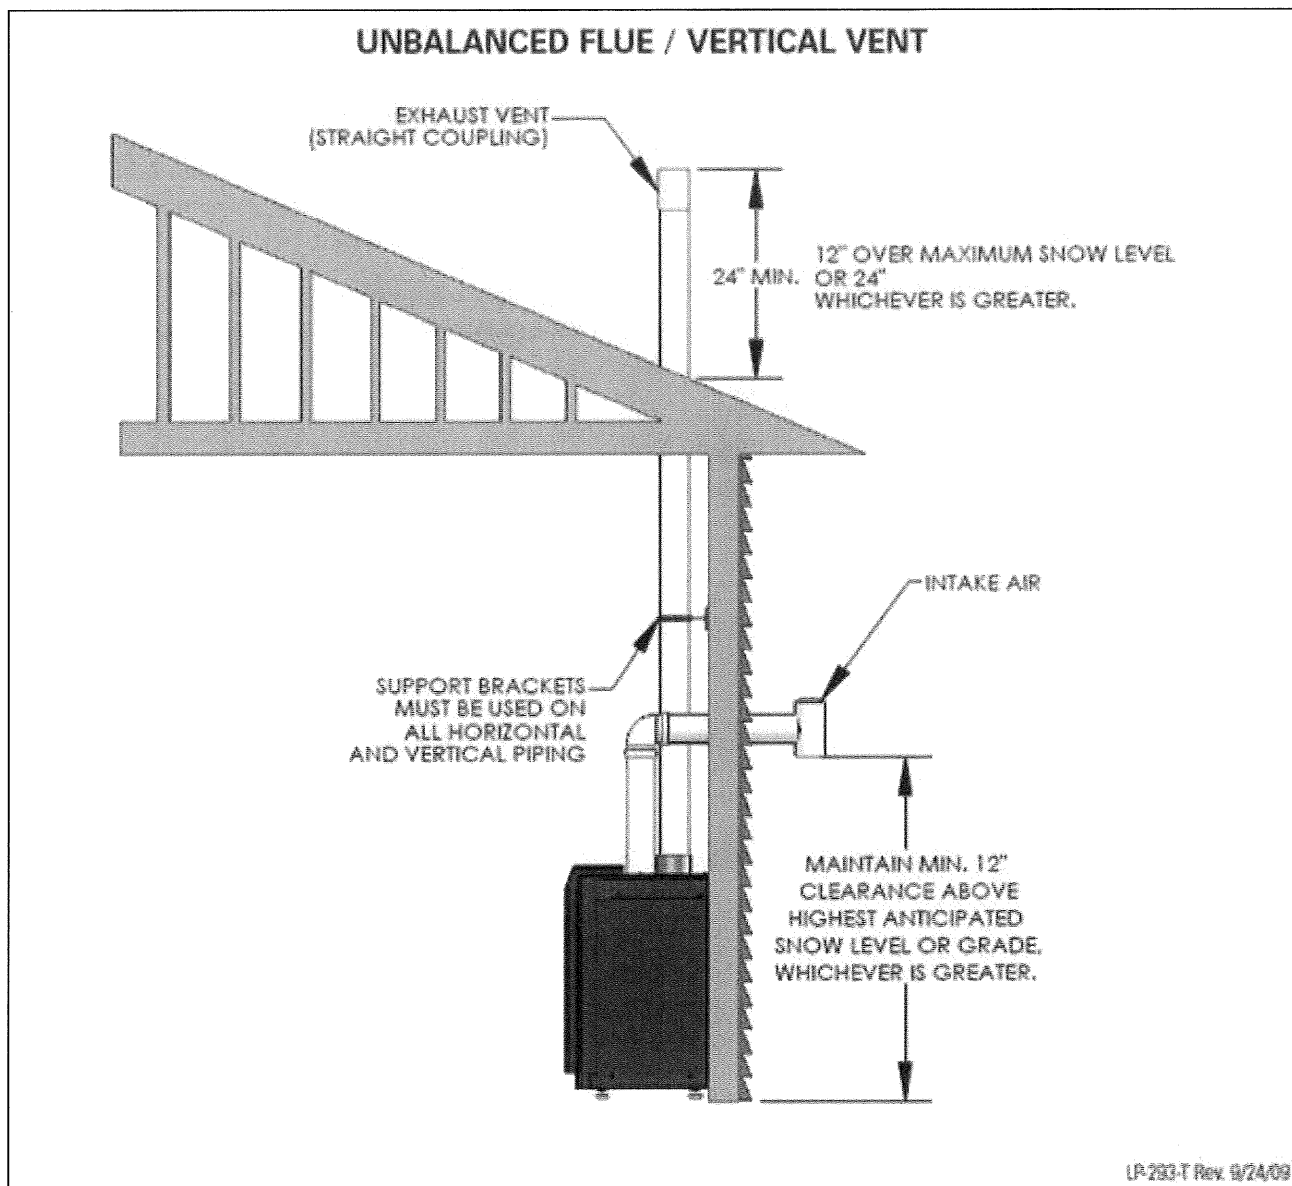 UNBALANCED FLUE / VERTICAL VENT
EXHAUST VENT
(STRAIGHT COUPLING)
24" MIN.
12" OVER MAXIMUM SNOW LEVEL
OR 24"
WHICHEVER IS GREATER.
INTAKE AIR
SUPPORT BRACKETS
MUST BE USED ON
ALL HORIZONTAL
AND VERTICAL PIPING
MAINTAIN MIN. 12"
CLEARANCE ABOVE
HIGHEST ANTICIPATED
SNOW LEVEL OR GRADE,
WHICHEVER IS GREATER.
LP-293-T Rev. 9/24/09